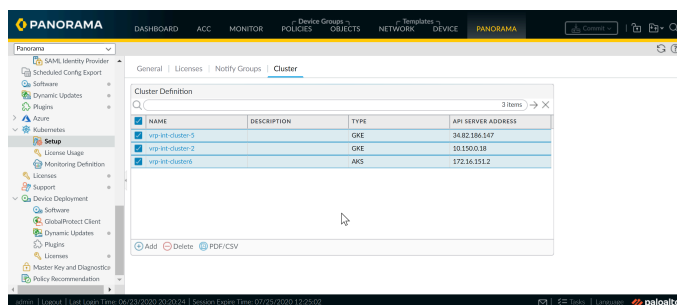 PANORAMA
DASHBOARD ACC MONITOR Device Groups POLICIES OBJECTS Templates NETWORK DEVICE PANORAMA Commit
Panorama
SAML Identity Provider
Scheduled Config Export
Software
Dynamic Updates
Plugins
Azure
Kubernetes
Setup
License Usage
Monitoring Definition
Licenses
Support
Device Deployment
Software
GlobalProtect Client
Dynamic Updates
Plugins
Licenses
Master Key and Diagnostics
Policy Recommendation
General | Licenses | Notify Groups | Cluster
Cluster Definition
3 items
NAME DESCRIPTION TYPE API SERVER ADDRESS
vrp-int-cluster-5 GKE 34.82.186.147
vrp-int-cluster-2 GKE 10.150.0.18
vrp-int-cluster6 AKS 172.16.151.2
Add Delete PDF/CSV
admin | Logout | Last Login Time: 06/23/2020 20:20:24 | Session Expire Time: 07/25/2020 12:25:02 Tasks | Language paloalto